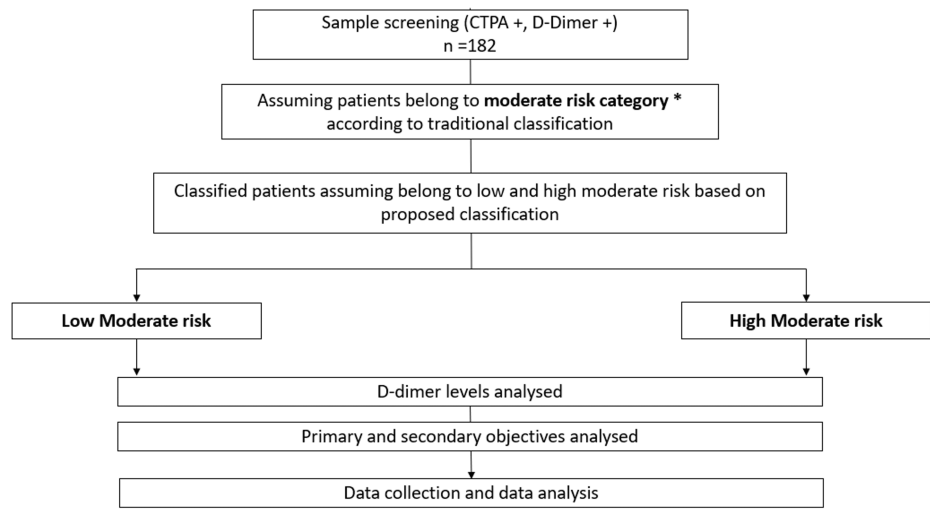 Sample screening (CTPA +, D-Dimer +)
n =182
Assuming patients belong to moderate risk category *
according to traditional classification
Classified patients assuming belong to low and high moderate risk based on
proposed classification
Low Moderate risk
High Moderate risk
D-dimer levels analysed
Primary and secondary objectives analysed
Data collection and data analysis